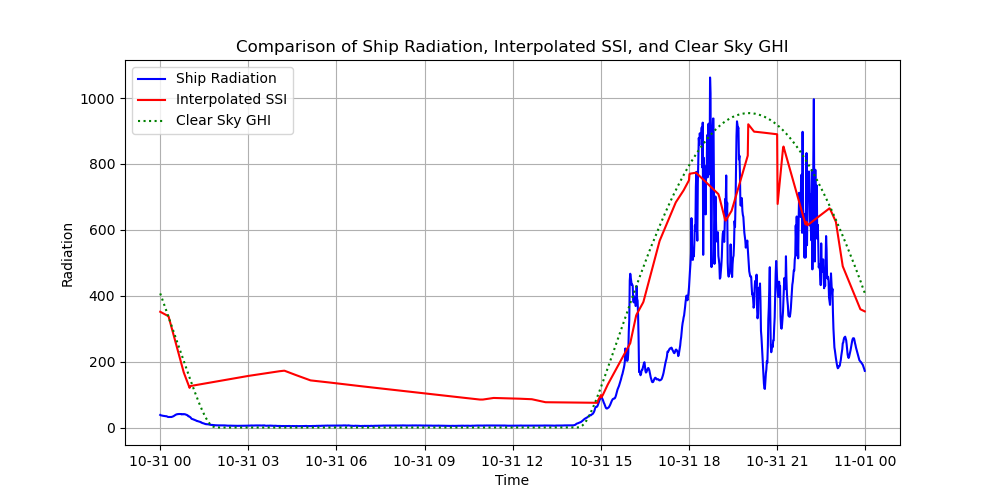 Comparison of Ship Radiation, Interpolated SSI, and Clear Sky GHI
Ship Radiation
Interpolated SSI
Clear Sky GHI
Radiation
1000
800
600
400
200
0
10-31 00 10-31 03 10-31 06 10-31 09 10-31 12 10-31 15 10-31 18 10-31 21 11-01 00
Time